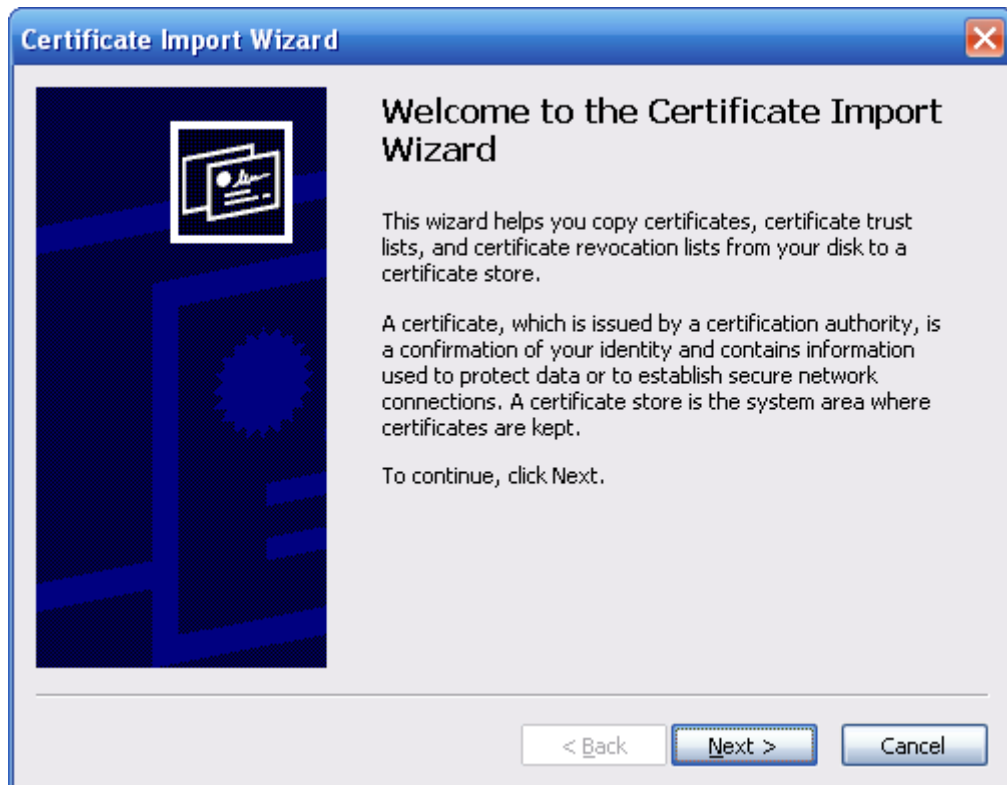 Certificate Import Wizard
Welcome to the Certificate Import
Wizard
This wizard helps you copy certificates, certificate trust
lists, and certificate revocation lists from your disk to a
certificate store.
A certificate, which is issued by a certification authority, is
a confirmation of your identity and contains information
used to protect data or to establish secure network
connections. A certificate store is the system area where
certificates are kept.
To continue, click Next.
< Back Next > Cancel